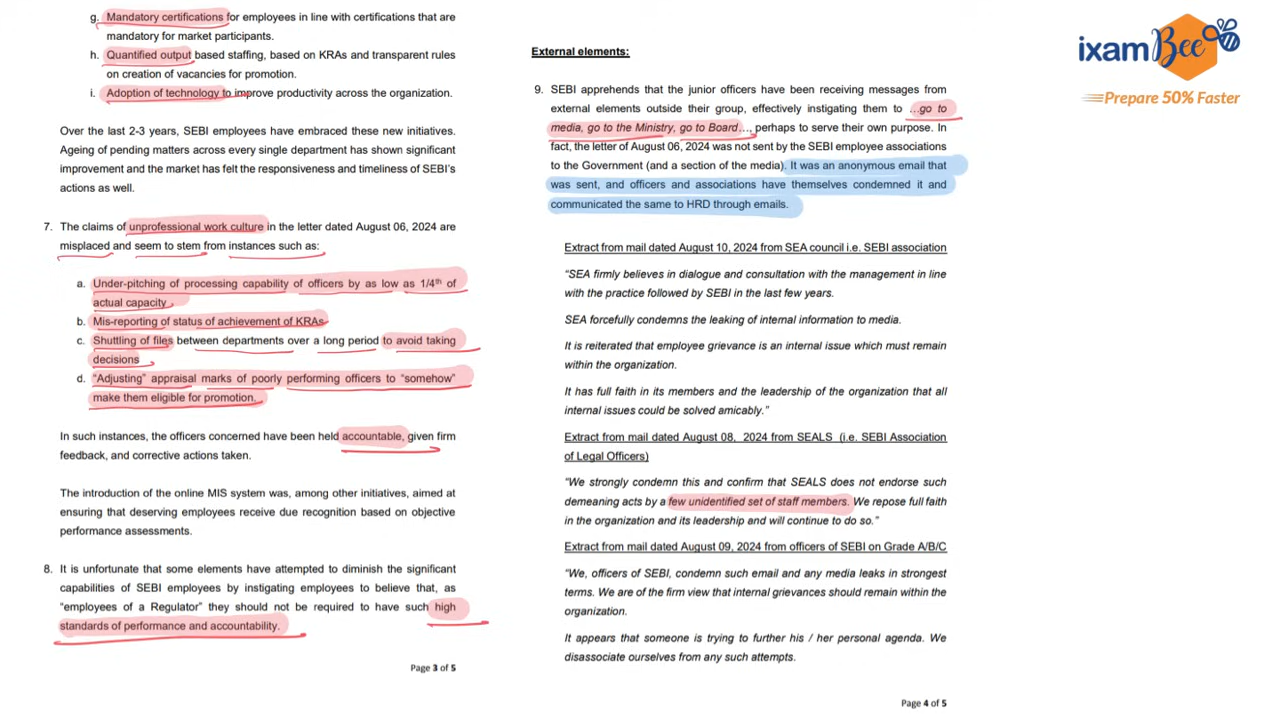 g. Mandatory certifications for employees in line with certifications that are
mandatory for market participants.
h. Quantified output based staffing, based on KRAs and transparent rules
on creation of vacancies for promotion.
i. Adoption of technology to improve productivity across the organization.
Over the last 2-3 years, SEBI employees have embraced these new initiatives.
Ageing of pending matters across every single department has shown significant
improvement and the market has felt the responsiveness and timeliness of SEBI's
actions as well.
7. The claims of unprofessional work culture in the letter dated August 06, 2024 are
misplaced and seem to stem from instances such as:
a. Under-pitching of processing capability of officers by as low as 1/4th of
actual capacity
b. Mis-reporting of status of achievement of KRAs
c. Shuttling of files between departments over a long period to avoid taking
decisions
d. "Adjusting" appraisal marks of poorly performing officers to "somehow"
make them eligible for promotion.
In such instances, the officers concerned have been held accountable, given firm
feedback, and corrective actions taken.
The introduction of the online MIS system was, among other initiatives, aimed at
ensuring that deserving employees receive due recognition based on objective
performance assessments.
8. It is unfortunate that some elements have attempted to diminish the significant
capabilities of SEBI employees by instigating employees to believe that, as
"employees of a Regulator" they should not be required to have such high
standards of performance and accountability.
Page 3 of 5
External elements:
9. SEBI apprehends that the junior officers have been receiving messages from
external elements outside their group, effectively instigating them to ...go to
media, go to the Ministry, go to Board..., perhaps to serve their own purpose. In
fact, the letter of August 06, 2024 was not sent by the SEBI employee associations
to the Government (and a section of the media). It was an anonymous email that
was sent, and officers and associations have themselves condemned it and
communicated the same to HRD through emails.
Extract from mail dated August 10, 2024 from SEA council i.e. SEBI association
"SEA firmly believes in dialogue and consultation with the management in line
with the practice followed by SEBI in the last few years.
SEA forcefully condemns the leaking of internal information to media.
It is reiterated that employee grievance is an internal issue which must remain
within the organization.
It has full faith in its members and the leadership of the organization that all
internal issues could be solved amicably."
Extract from mail dated August 08, 2024 from SEALS (i.e. SEBI Association
of Legal Officers)
"We strongly condemn this and confirm that SEALS does not endorse such
demeaning acts by a few unidentified set of staff members. We repose full faith
in the organization and its leadership and will continue to do so."
Extract from mail dated August 09, 2024 from officers of SEBI on Grade A/B/C
"We, officers of SEBI, condemn such email and any media leaks in strongest
terms. We are of the firm view that internal grievances should remain within the
organization.
It appears that someone is trying to further his / her personal agenda. We
disassociate ourselves from any such attempts.
Page 4 of 5
ixamBee
Prepare 50% Faster